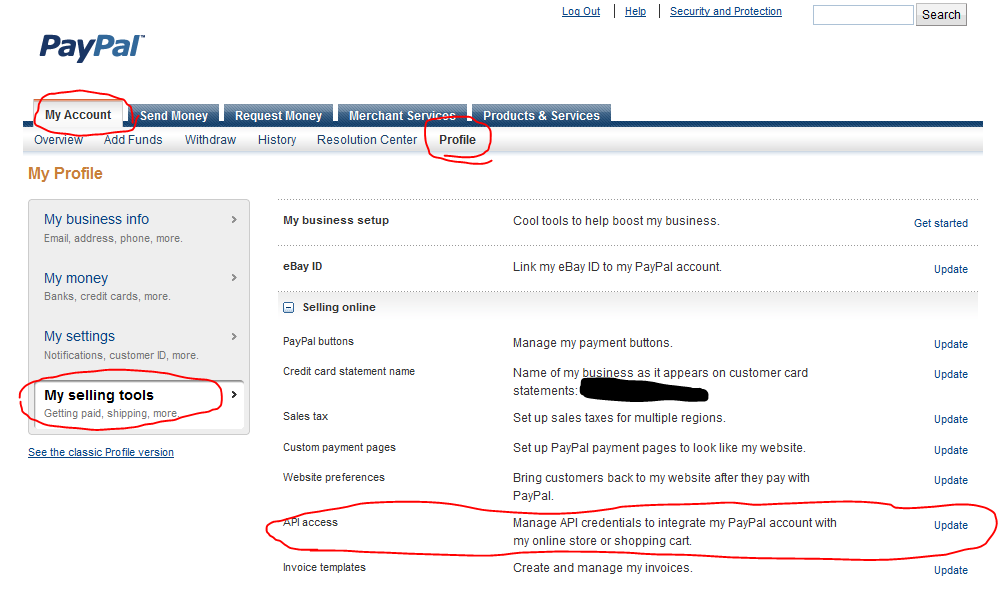 Log Out Help Security and Protection Search
PayPal™
My Account Send Money Request Money Merchant Services Products & Services
Overview Add Funds Withdraw History Resolution Center Profile
My Profile
My business info
Email, address, phone, more.
My money
Banks, credit cards, more.
My settings
Notifications, customer ID, more.
My selling tools
Getting paid, shipping, more.
See the classic Profile version
My business setup Cool tools to help boost my business. Get started
eBay ID Link my eBay ID to my PayPal account. Update
Selling online
PayPal buttons Manage my payment buttons. Update
Credit card statement name Name of my business as it appears on customer card Update
statements:
Sales tax Set up sales taxes for multiple regions. Update
Custom payment pages Set up PayPal payment pages to look like my website. Update
Website preferences Bring customers back to my website after they pay with Update
PayPal.
API access Manage API credentials to integrate my PayPal account with Update
my online store or shopping cart.
Invoice templates Create and manage my invoices. Update